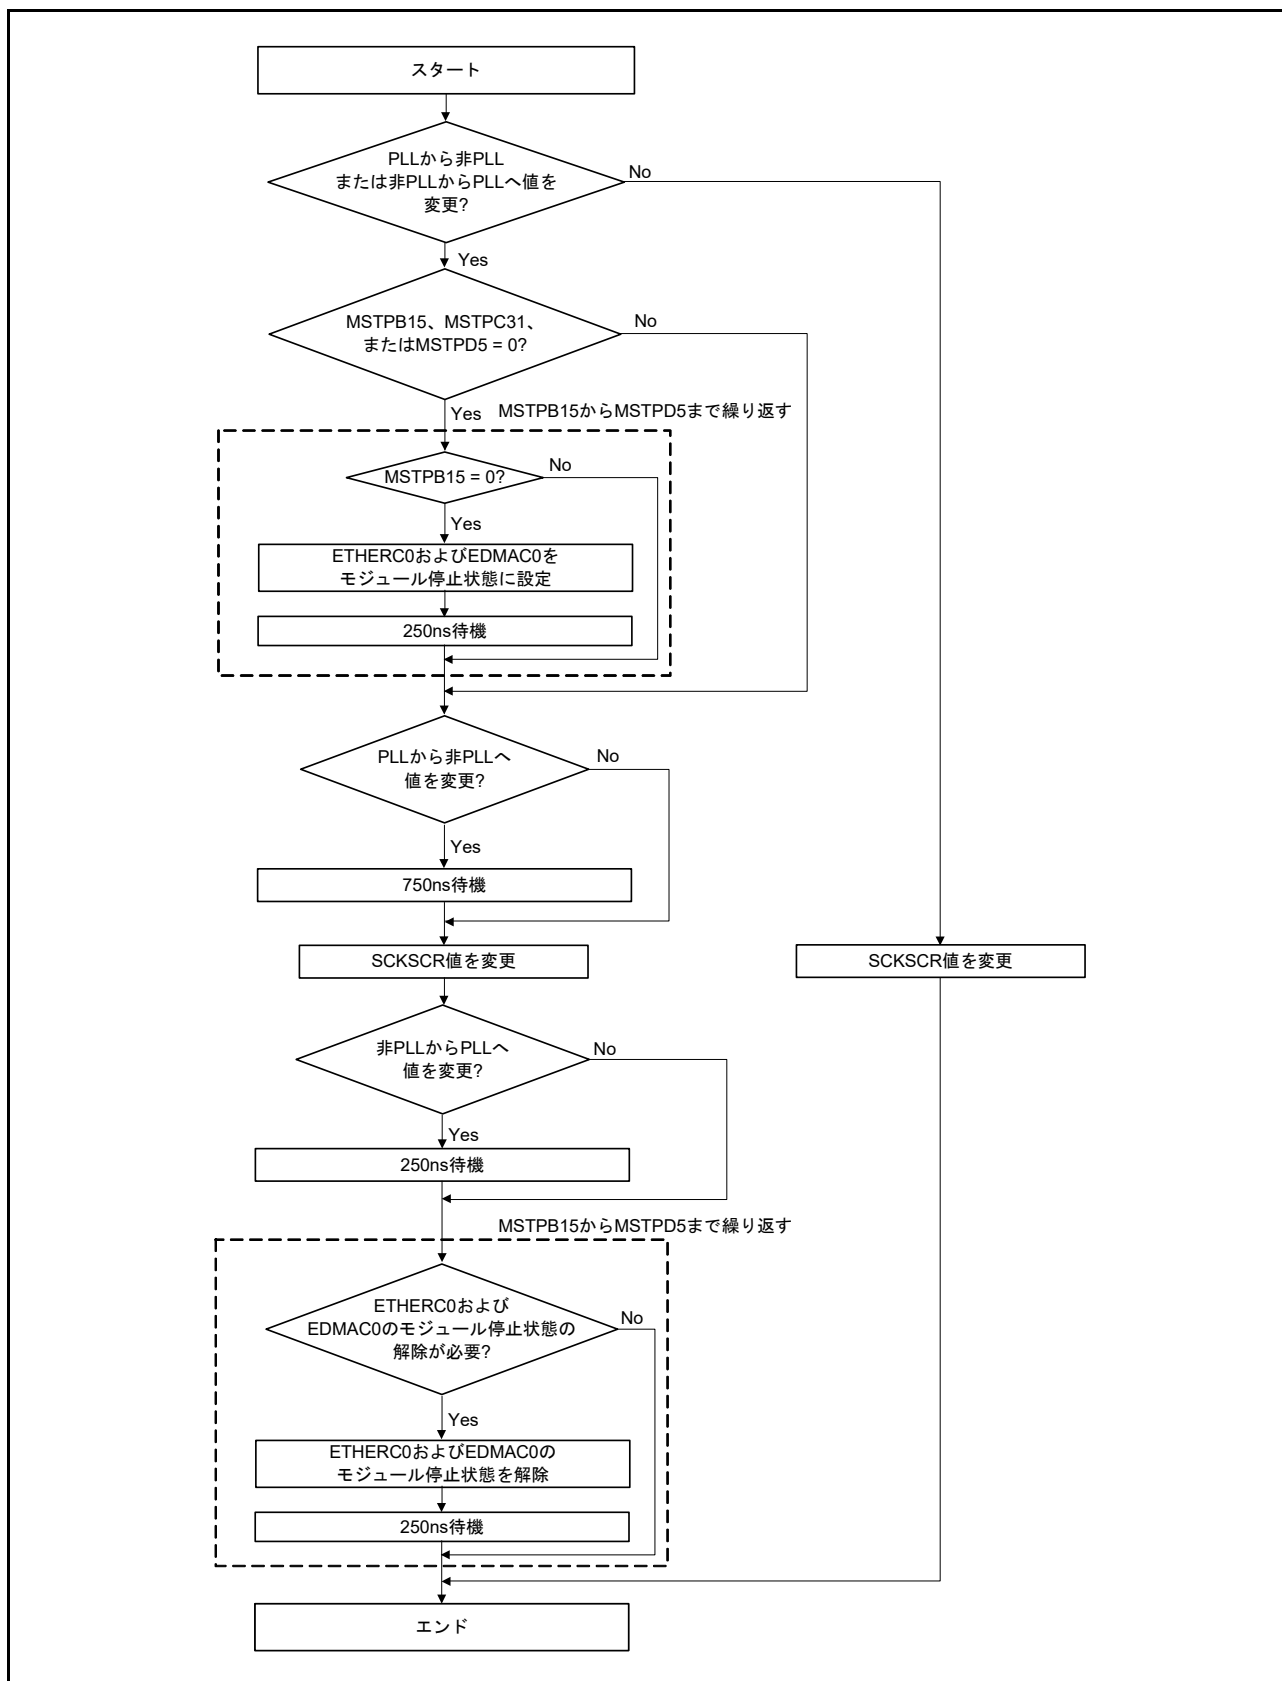 スタート
PLLから非PLL
または非PLLからPLLへ値を
変更?
No
Yes
MSTPB15、MSTPC31、
またはMSTPD5 = 0?
No
Yes
MSTPB15からMSTPD5まで繰り返す
MSTPB15 = 0?
No
Yes
ETHERC0およびEDMAC0を
モジュール停止状態に設定
250ns待機
PLLから非PLLへ
値を変更?
No
Yes
750ns待機
SCKSCR値を変更
SCKSCR値を変更
非PLLからPLLへ
値を変更?
No
Yes
250ns待機
MSTPB15からMSTPD5まで繰り返す
ETHERC0および
EDMAC0のモジュール停止状態の
解除が必要?
No
Yes
ETHERC0およびEDMAC0の
モジュール停止状態を解除
250ns待機
エンド